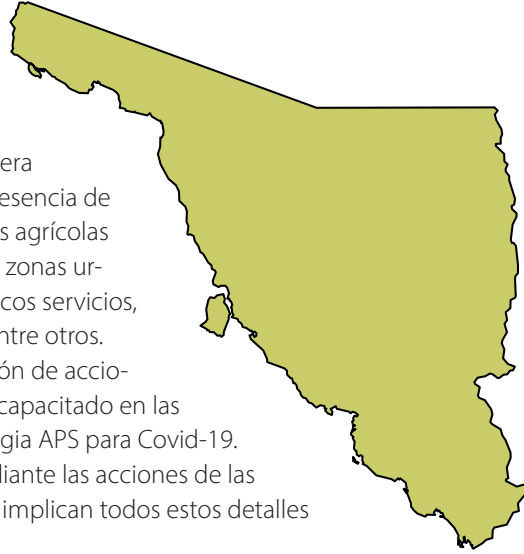 era
esencia de
s agrícolas
zonas ur-
cos servicios,
ntre otros.
ón de accio-
capacitado en las
gia APS para Covid-19.
diante las acciones de las
implican todos estos detalles